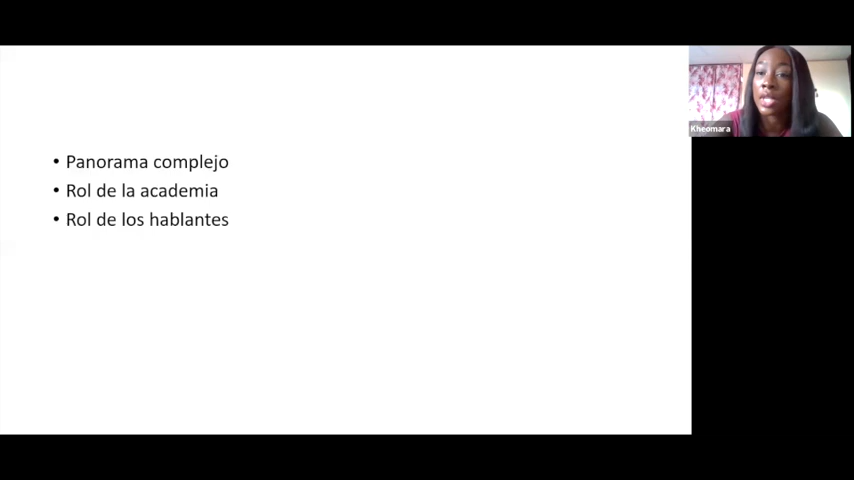 • Panorama complejo
• Rol de la academia
• Rol de los hablantes
Kheomara